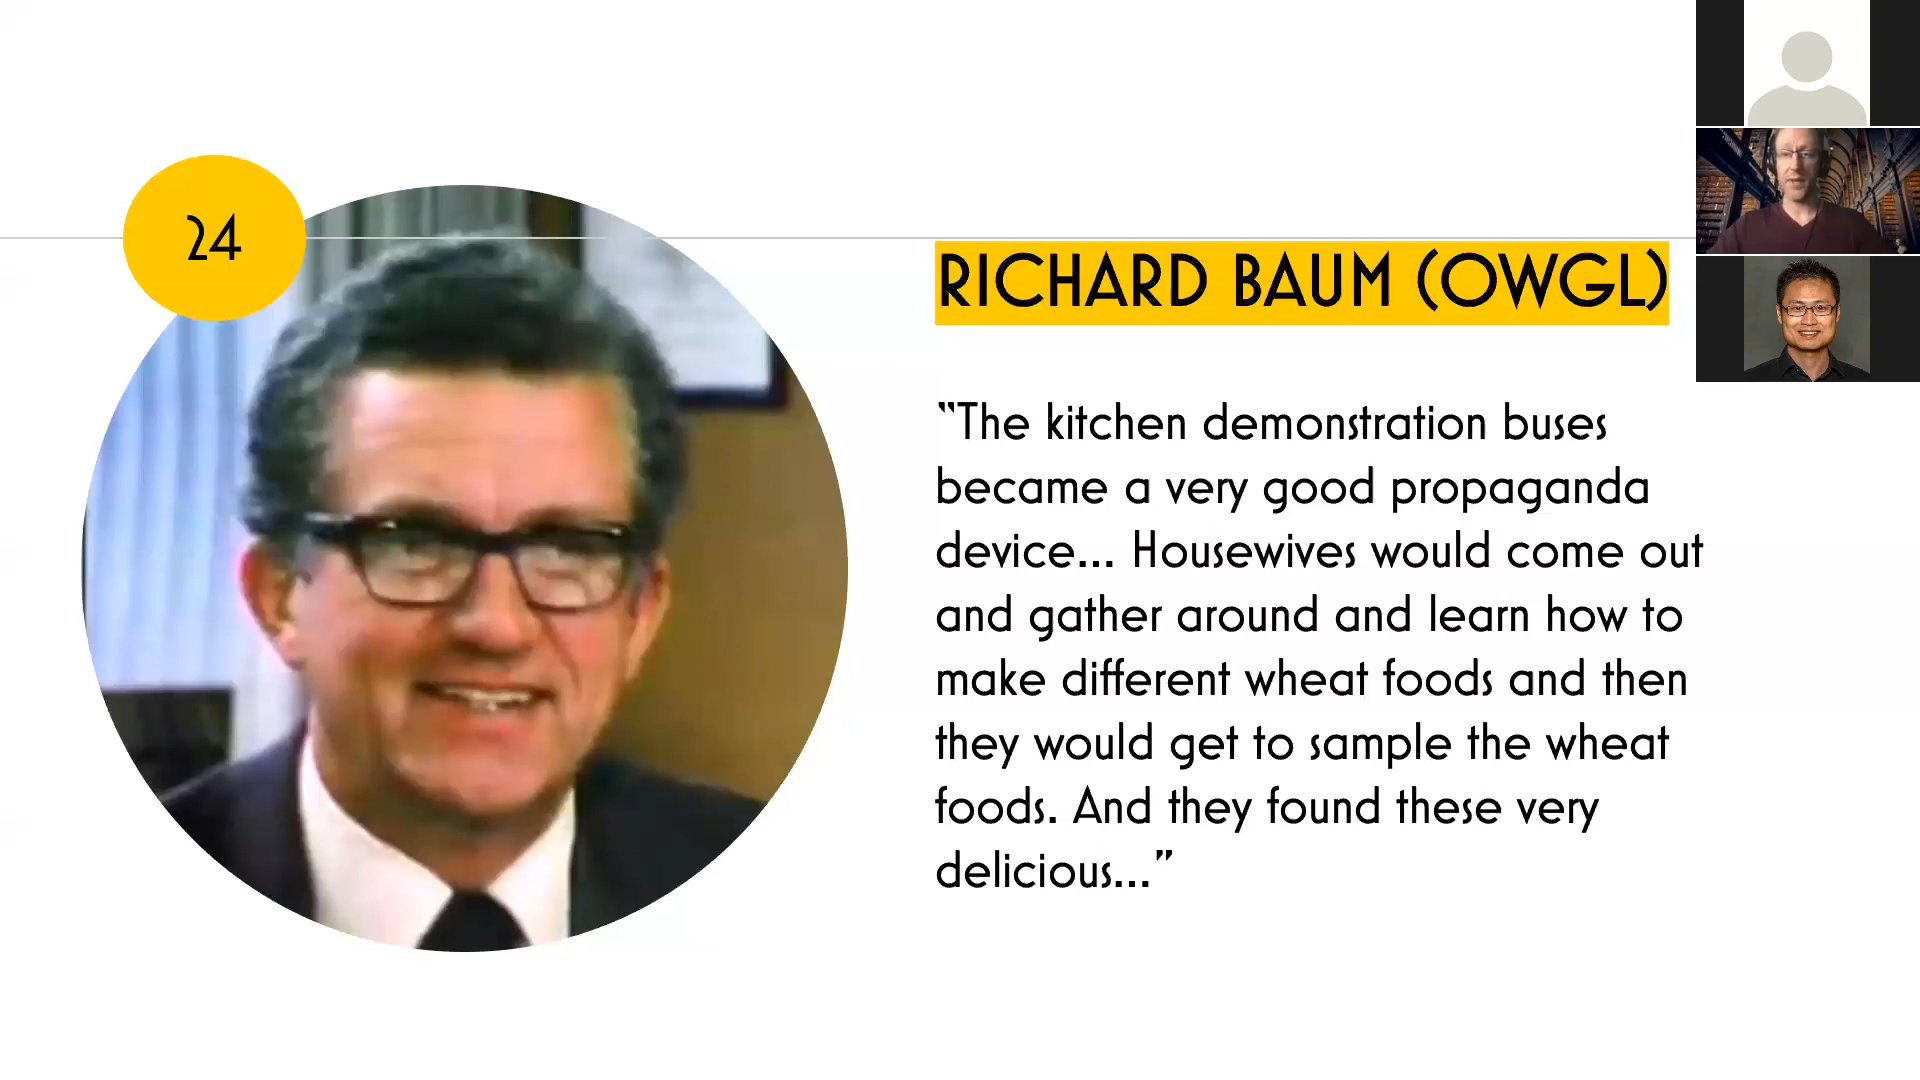 24
RICHARD BAUM (OWGL)
“The kitchen demonstration buses
became a very good propaganda
device... Housewives would come out
and gather around and learn how to
make different wheat foods and then
they would get to sample the wheat
foods. And they found these very
delicious...”